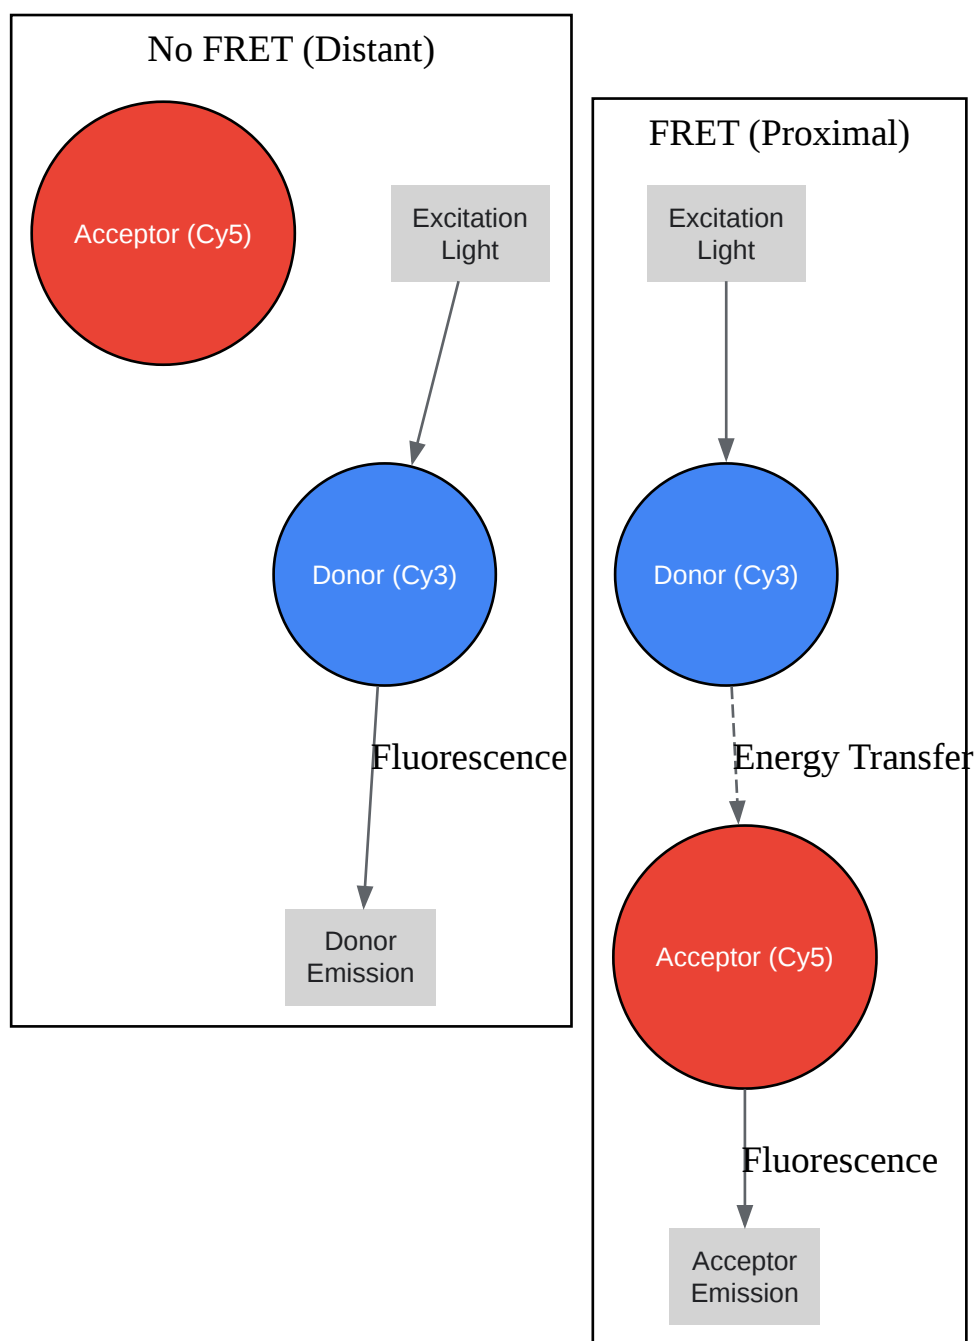 No FRET (Distant)
Acceptor (Cy5)
Excitation
Light
Donor (Cy3)
Fluorescence
Donor
Emission
FRET (Proximal)
Excitation
Light
Donor (Cy3)
Energy Transfer
Acceptor (Cy5)
Fluorescence
Acceptor
Emission